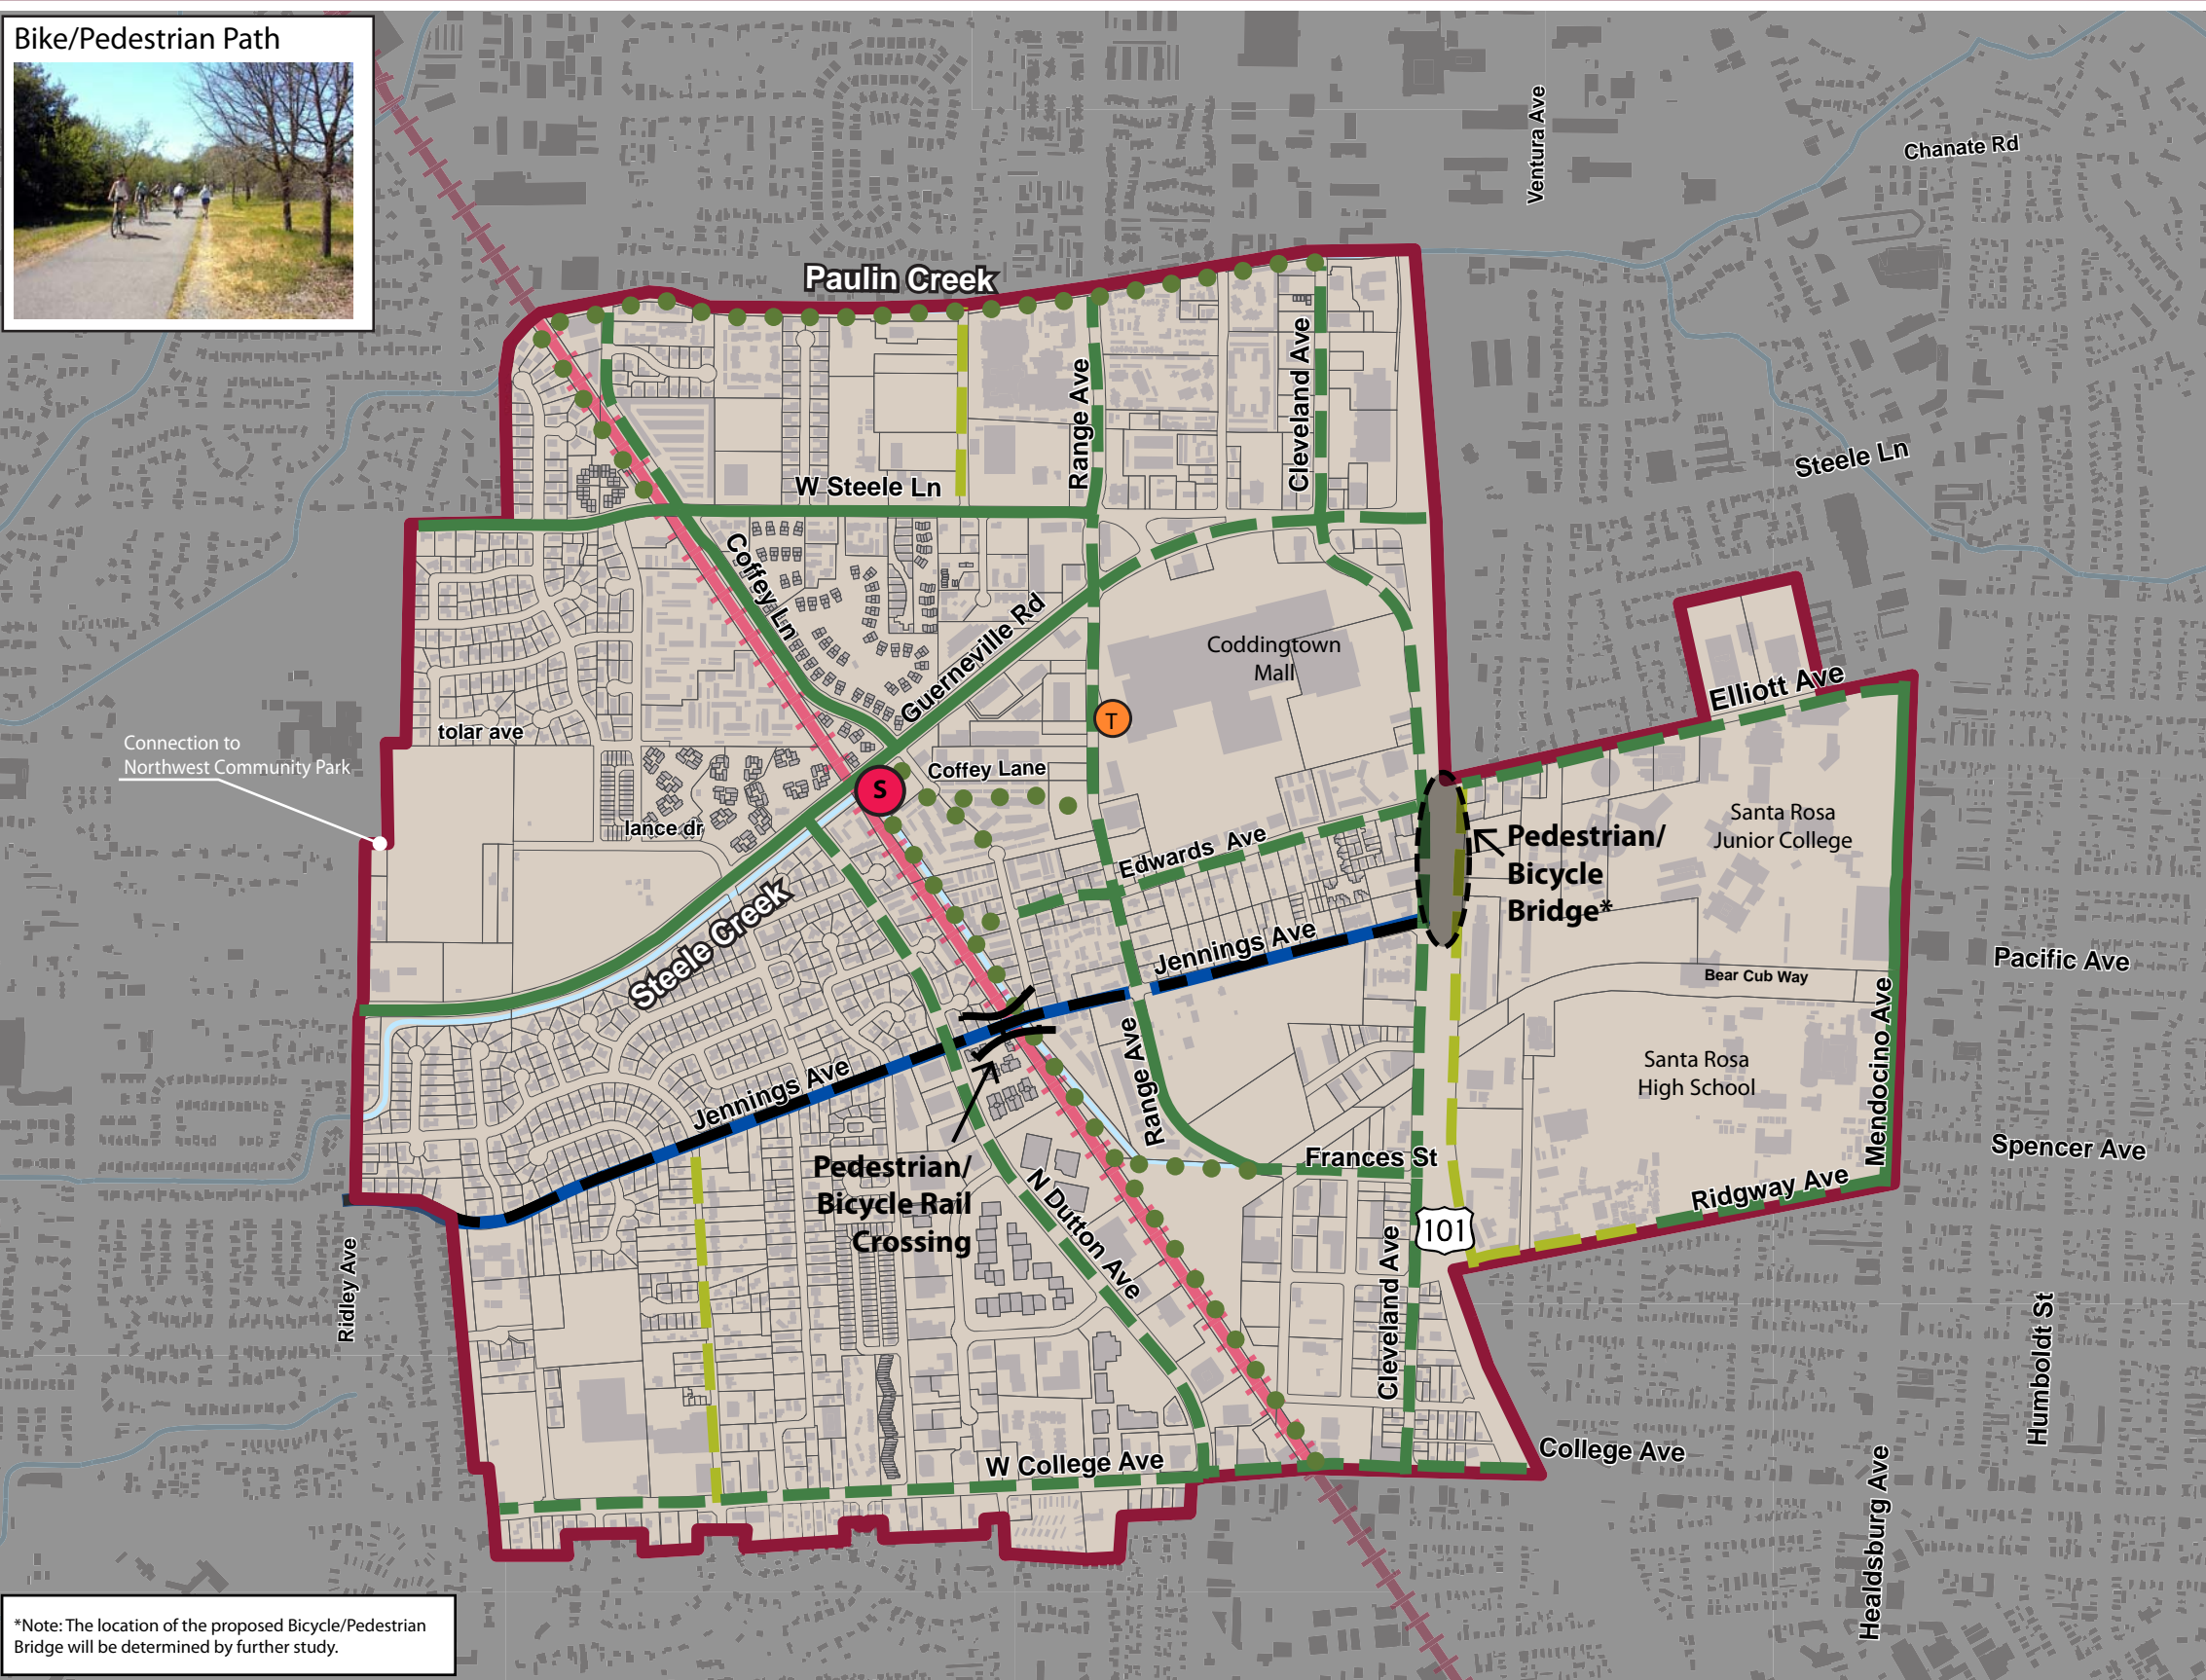 Bike/Pedestrian Path
Ventura Ave
Chanate Rd
Paulin Creek
Range Ave
Cleveland Ave
Steele Ln
W Steele Ln
Coffey Ln
Guerneville Rd
Coddingtown
Mall
Elliott Ave
tolar ave
Connection to
Northwest Community Park
T
S
Coffey Lane
lance dr
Edwards Ave
Santa Rosa
Junior College
Pedestrian/
Bicycle
Bridge*
Steele Creek
Jennings Ave
Pacific Ave
Bear Cub Way
Jennings Ave
Range Ave
Santa Rosa
High School
Mendocino Ave
Frances St
Spencer Ave
Pedestrian/
Bicycle Rail
Crossing
N Dutton Ave
Ridgway Ave
101
Ridley Ave
Cleveland Ave
Humboldt St
W College Ave
College Ave
Healdsburg Ave
*Note: The location of the proposed Bicycle/Pedestrian
Bridge will be determined by further study.